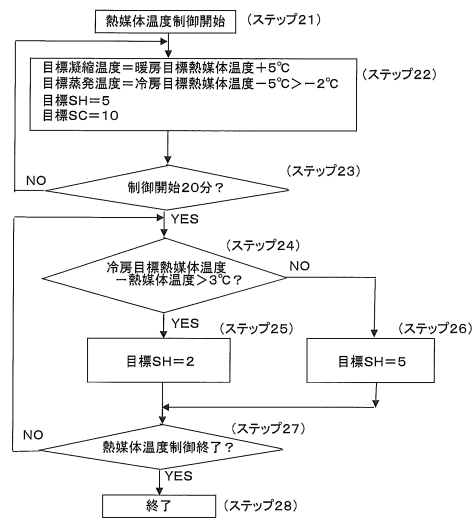 熱媒体温度制御開始
(ステップ21)
目標凝縮温度=暖房目標熱媒体温度+5℃
目標蒸発温度=冷房目標熱媒体温度-5℃>-2℃
目標SH=5
目標SC=10
(ステップ22)
制御開始20分?
(ステップ23)
NO
YES
冷房目標熱媒体温度
-熱媒体温度>3℃?
(ステップ24)
NO
YES
(ステップ25)
目標SH=2
(ステップ26)
目標SH=5
(ステップ27)
熱媒体温度制御終了?
NO
YES
終了
(ステップ28)